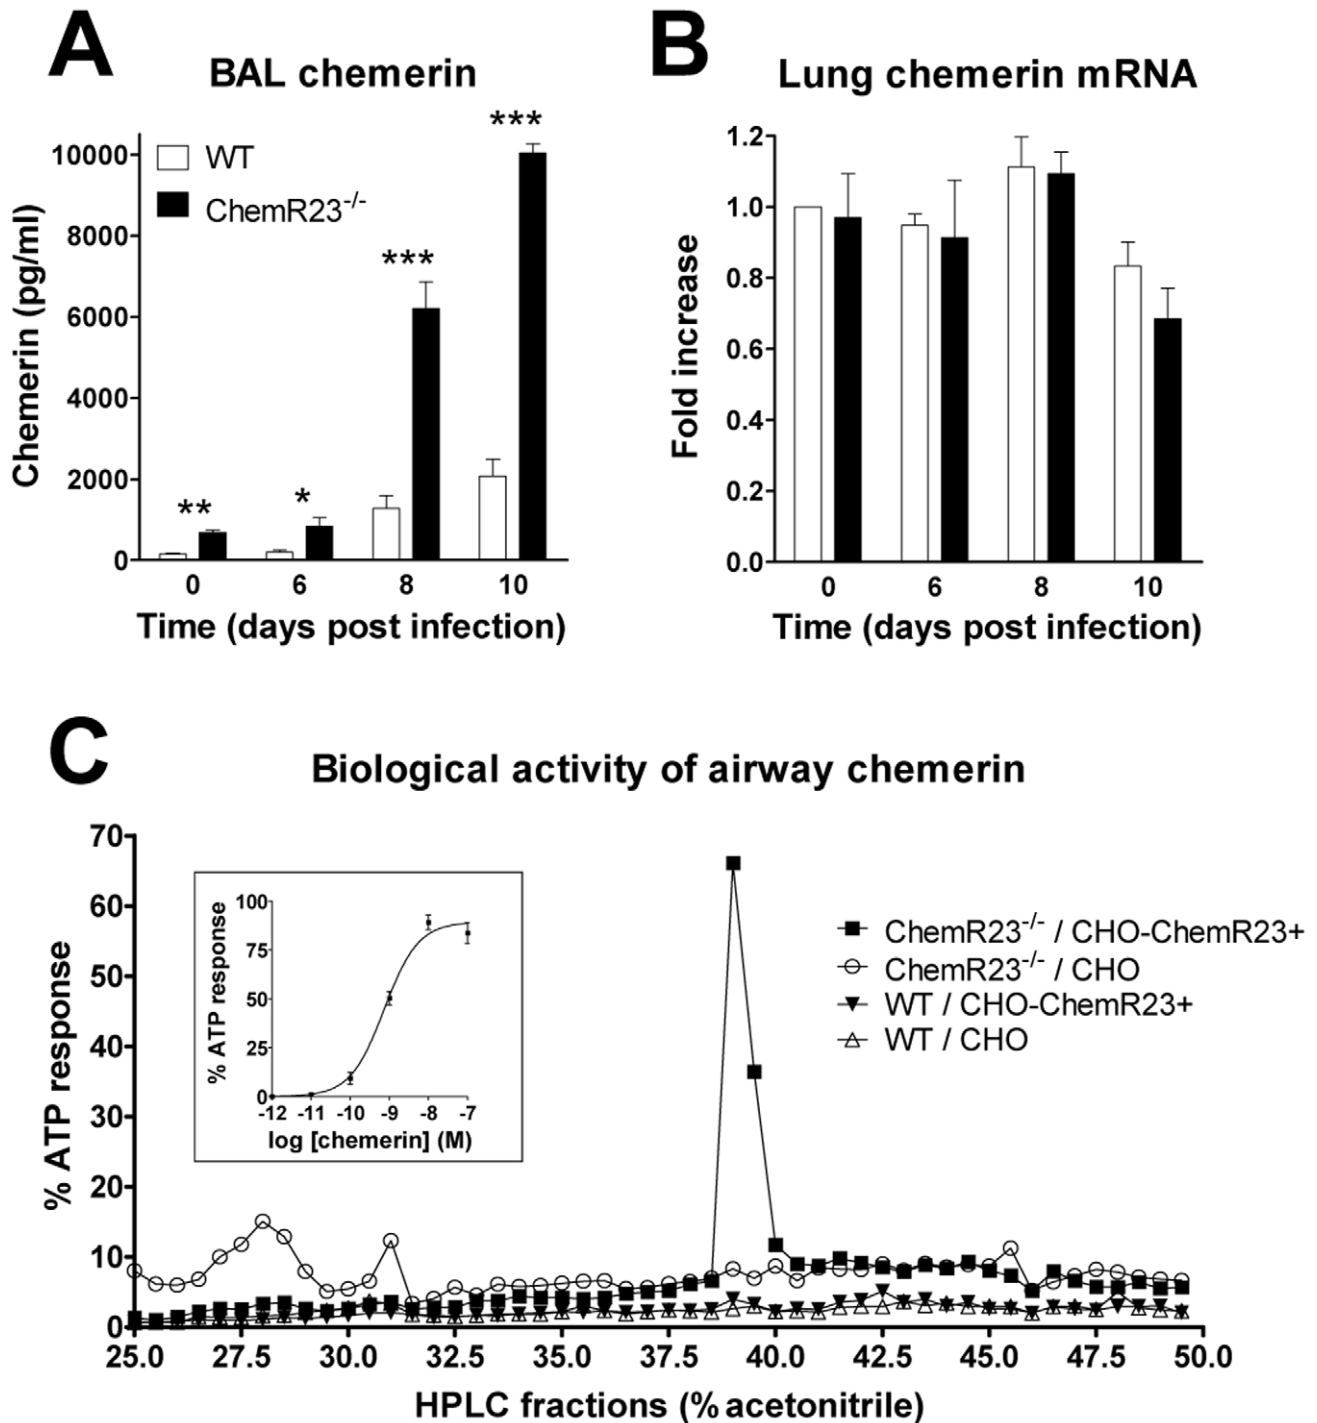 A
BAL chemerin
WT
ChemR23-/-
Chemerin (pg/ml)
10000
8000
6000
4000
2000
0
**
*
***
***
0 6 8 10
Time (days post infection)
B
Lung chemerin mRNA
Fold increase
1.2
1.0
0.8
0.6
0.4
0.2
0.0
0 6 8 10
Time (days post infection)
C
Biological activity of airway chemerin
% ATP response
70
60
50
40
30
20
10
0
% ATP response
100
75
50
25
0
-12 -11 -10 -9 -8 -7
log [chemerin] (M)
ChemR23-/- / CHO-ChemR23+
ChemR23-/- / CHO
WT / CHO-ChemR23+
WT / CHO
25.0 27.5 30.0 32.5 35.0 37.5 40.0 42.5 45.0 47.5 50.0
HPLC fractions (% acetonitrile)